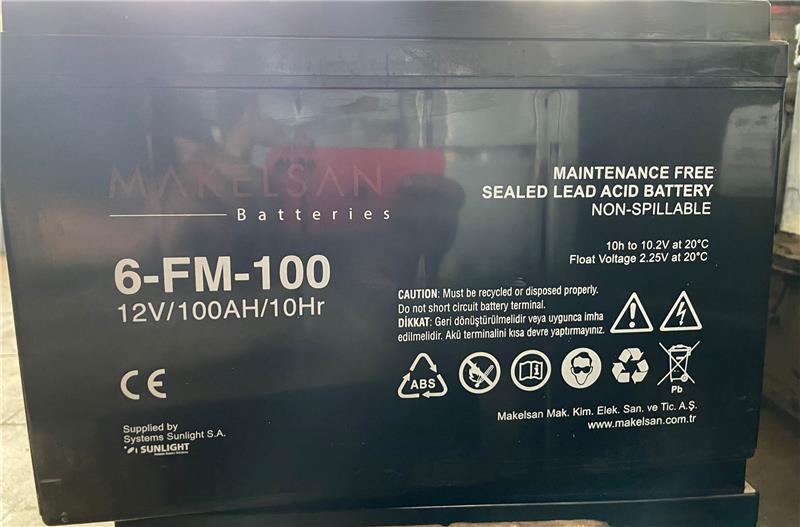 MAKELSAN
Batteries
6-FM-100
12V/100AH/10Hr
MAINTENANCE FREE
SEALED LEAD ACID BATTERY
NON-SPILLABLE
10h to 10.2V at 20°C
Float Voltage 2.25V at 20°C
CAUTION: Must be recycled or disposed properly.
Do not short circuit battery terminal.
DİKKAT: Geri dönüştürülmelidir veya uygunca imha
edilmelidir. Akü terminalini kısa devre yaptırmayınız.
ABS
Pb
CE
Supplied by
Systems Sunlight S.A.
SUNLIGHT
Makelsan Mak. Kim. Elek. San. ve Tic. A.Ş.
www.makelsan.com.tr